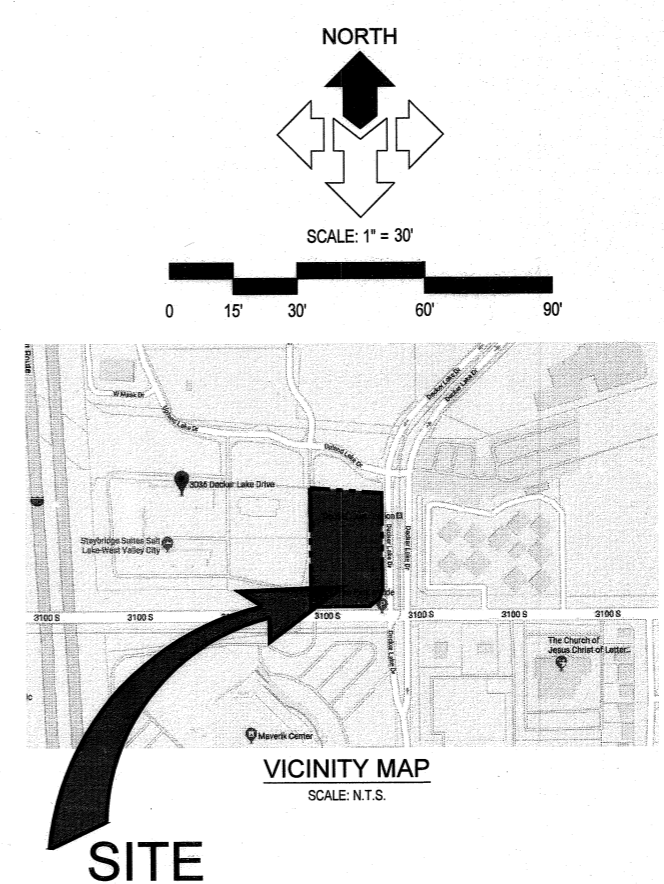 NORTH
SCALE: 1" = 30'
0 15' 30' 60' 90'
W Mask Dr
Decker Lake Dr
Decker Lake Dr
Lake Dr
Lake Dr
3036 Decker Lake Drive
Staybridge Suites Salt
Lake-West Valley City
Decker Lake Dr
Decker Lake Dr
3100 S
3100 S
3100 S
3100 S
3100 S
3100 S
Decker Lake Dr
The Church of
Jesus Christ of Latter...
Maverik Center
VICINITY MAP
SCALE: N.T.S.
SITE